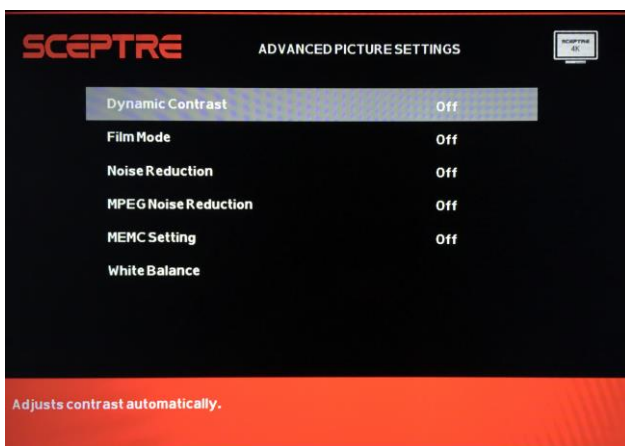 SCEPTRE
ADVANCED PICTURE SETTINGS
SCEPTRE
4K
Dynamic Contrast Off
Film Mode Off
Noise Reduction Off
MPEG Noise Reduction Off
MEMC Setting Off
White Balance
Adjusts contrast automatically.